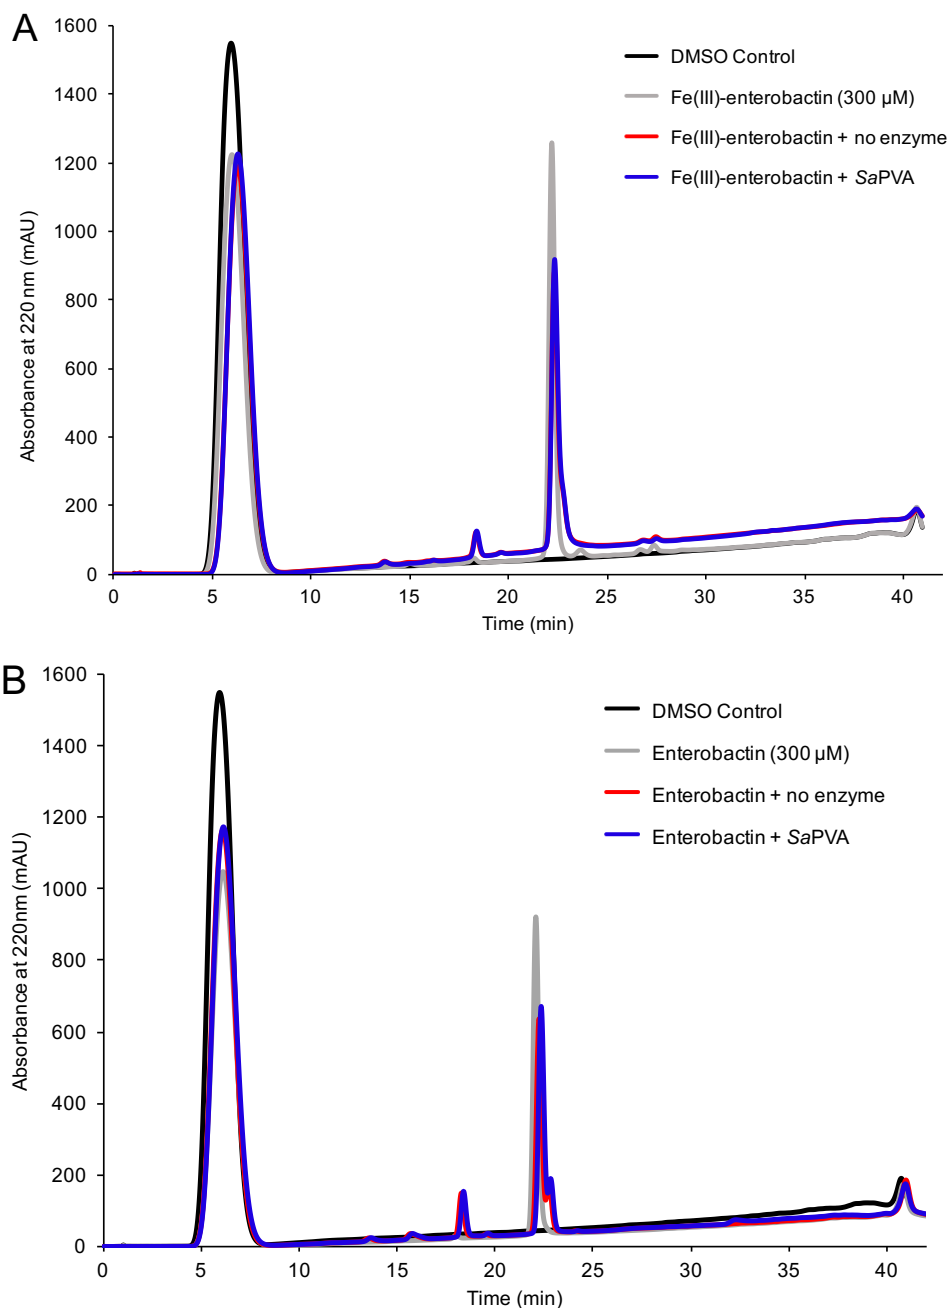 A
1600
1400
1200
1000
800
600
400
200
0
Absorbance at 220 nm (mAU)
DMSO Control
Fe(III)-enterobactin (300 µM)
Fe(III)-enterobactin + no enzyme
Fe(III)-enterobactin + SaPVA
0 5 10 15 20 25 30 35 40
Time (min)
B
1600
1400
1200
1000
800
600
400
200
0
Absorbance at 220nm (mAU)
DMSO Control
Enterobactin (300 µM)
Enterobactin + no enzyme
Enterobactin + SaPVA
0 5 10 15 20 25 30 35 40
Time (min)